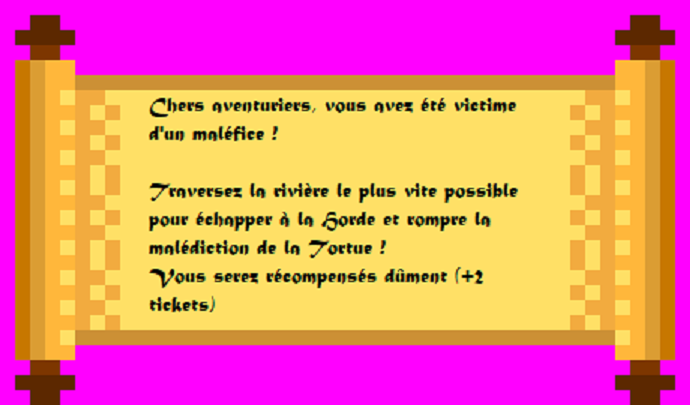 Chers aventuriers, vous avez été victime
d'un maléfice ?
Traversez la rivière le plus vite possible
pour échapper à la Horde et rompre la
malédiction de la Tortue !
Vous serez récompensés dûment (+2
tickets)